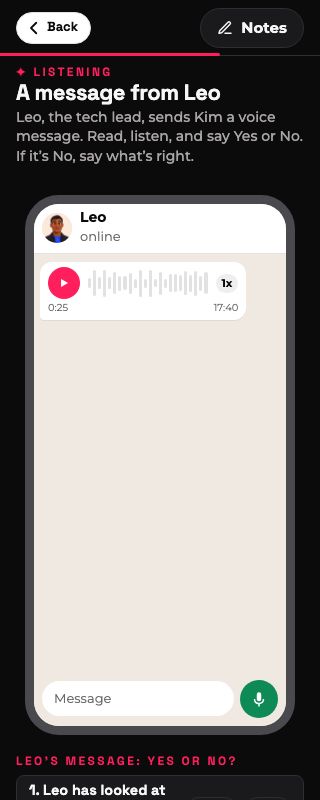 Back
Notes
✦ LISTENING
A message from Leo
Leo, the tech lead, sends Kim a voice
message. Read, listen, and say Yes or No.
If it's No, say what's right.
Leo
online
1x
0:25
17:40
Message
LEO'S MESSAGE: YES OR NO?
1. Leo has looked at